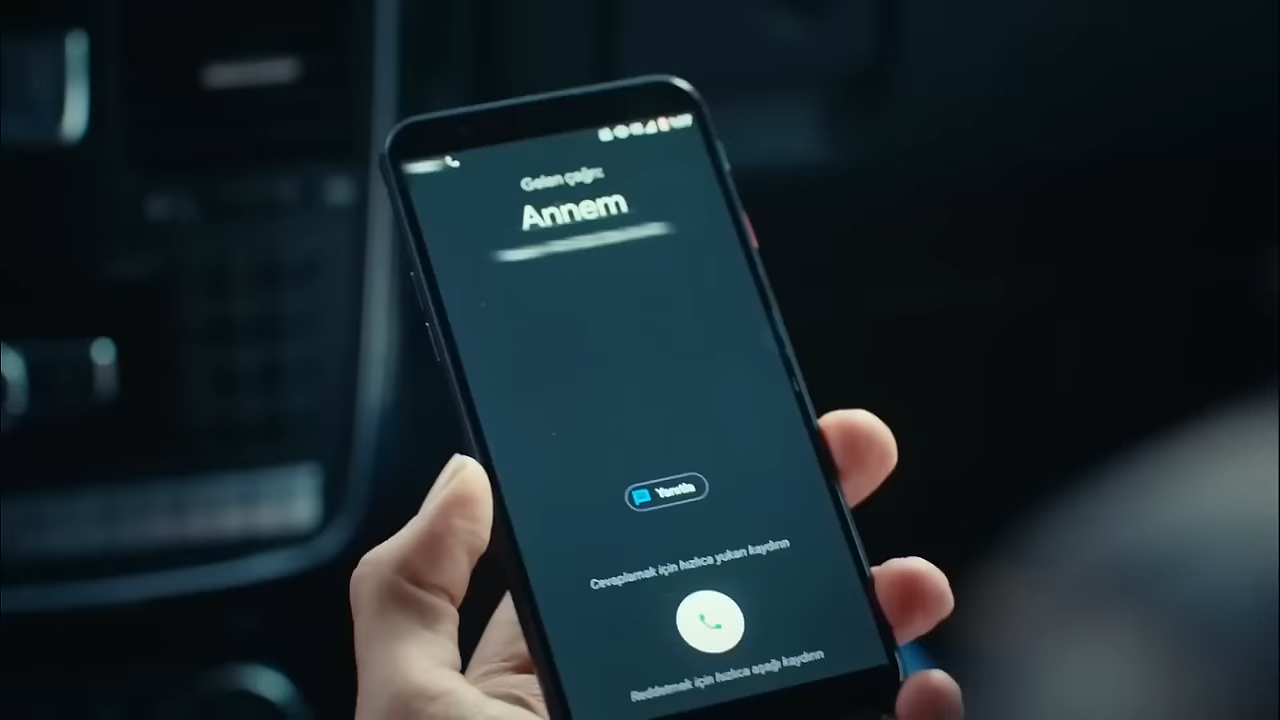 Gelen çağrı:
Annem
Yanıtla
Cevaplamak için hızlıca yukarı kaydırın
Reddetmek için hızlıca aşağı kaydırın